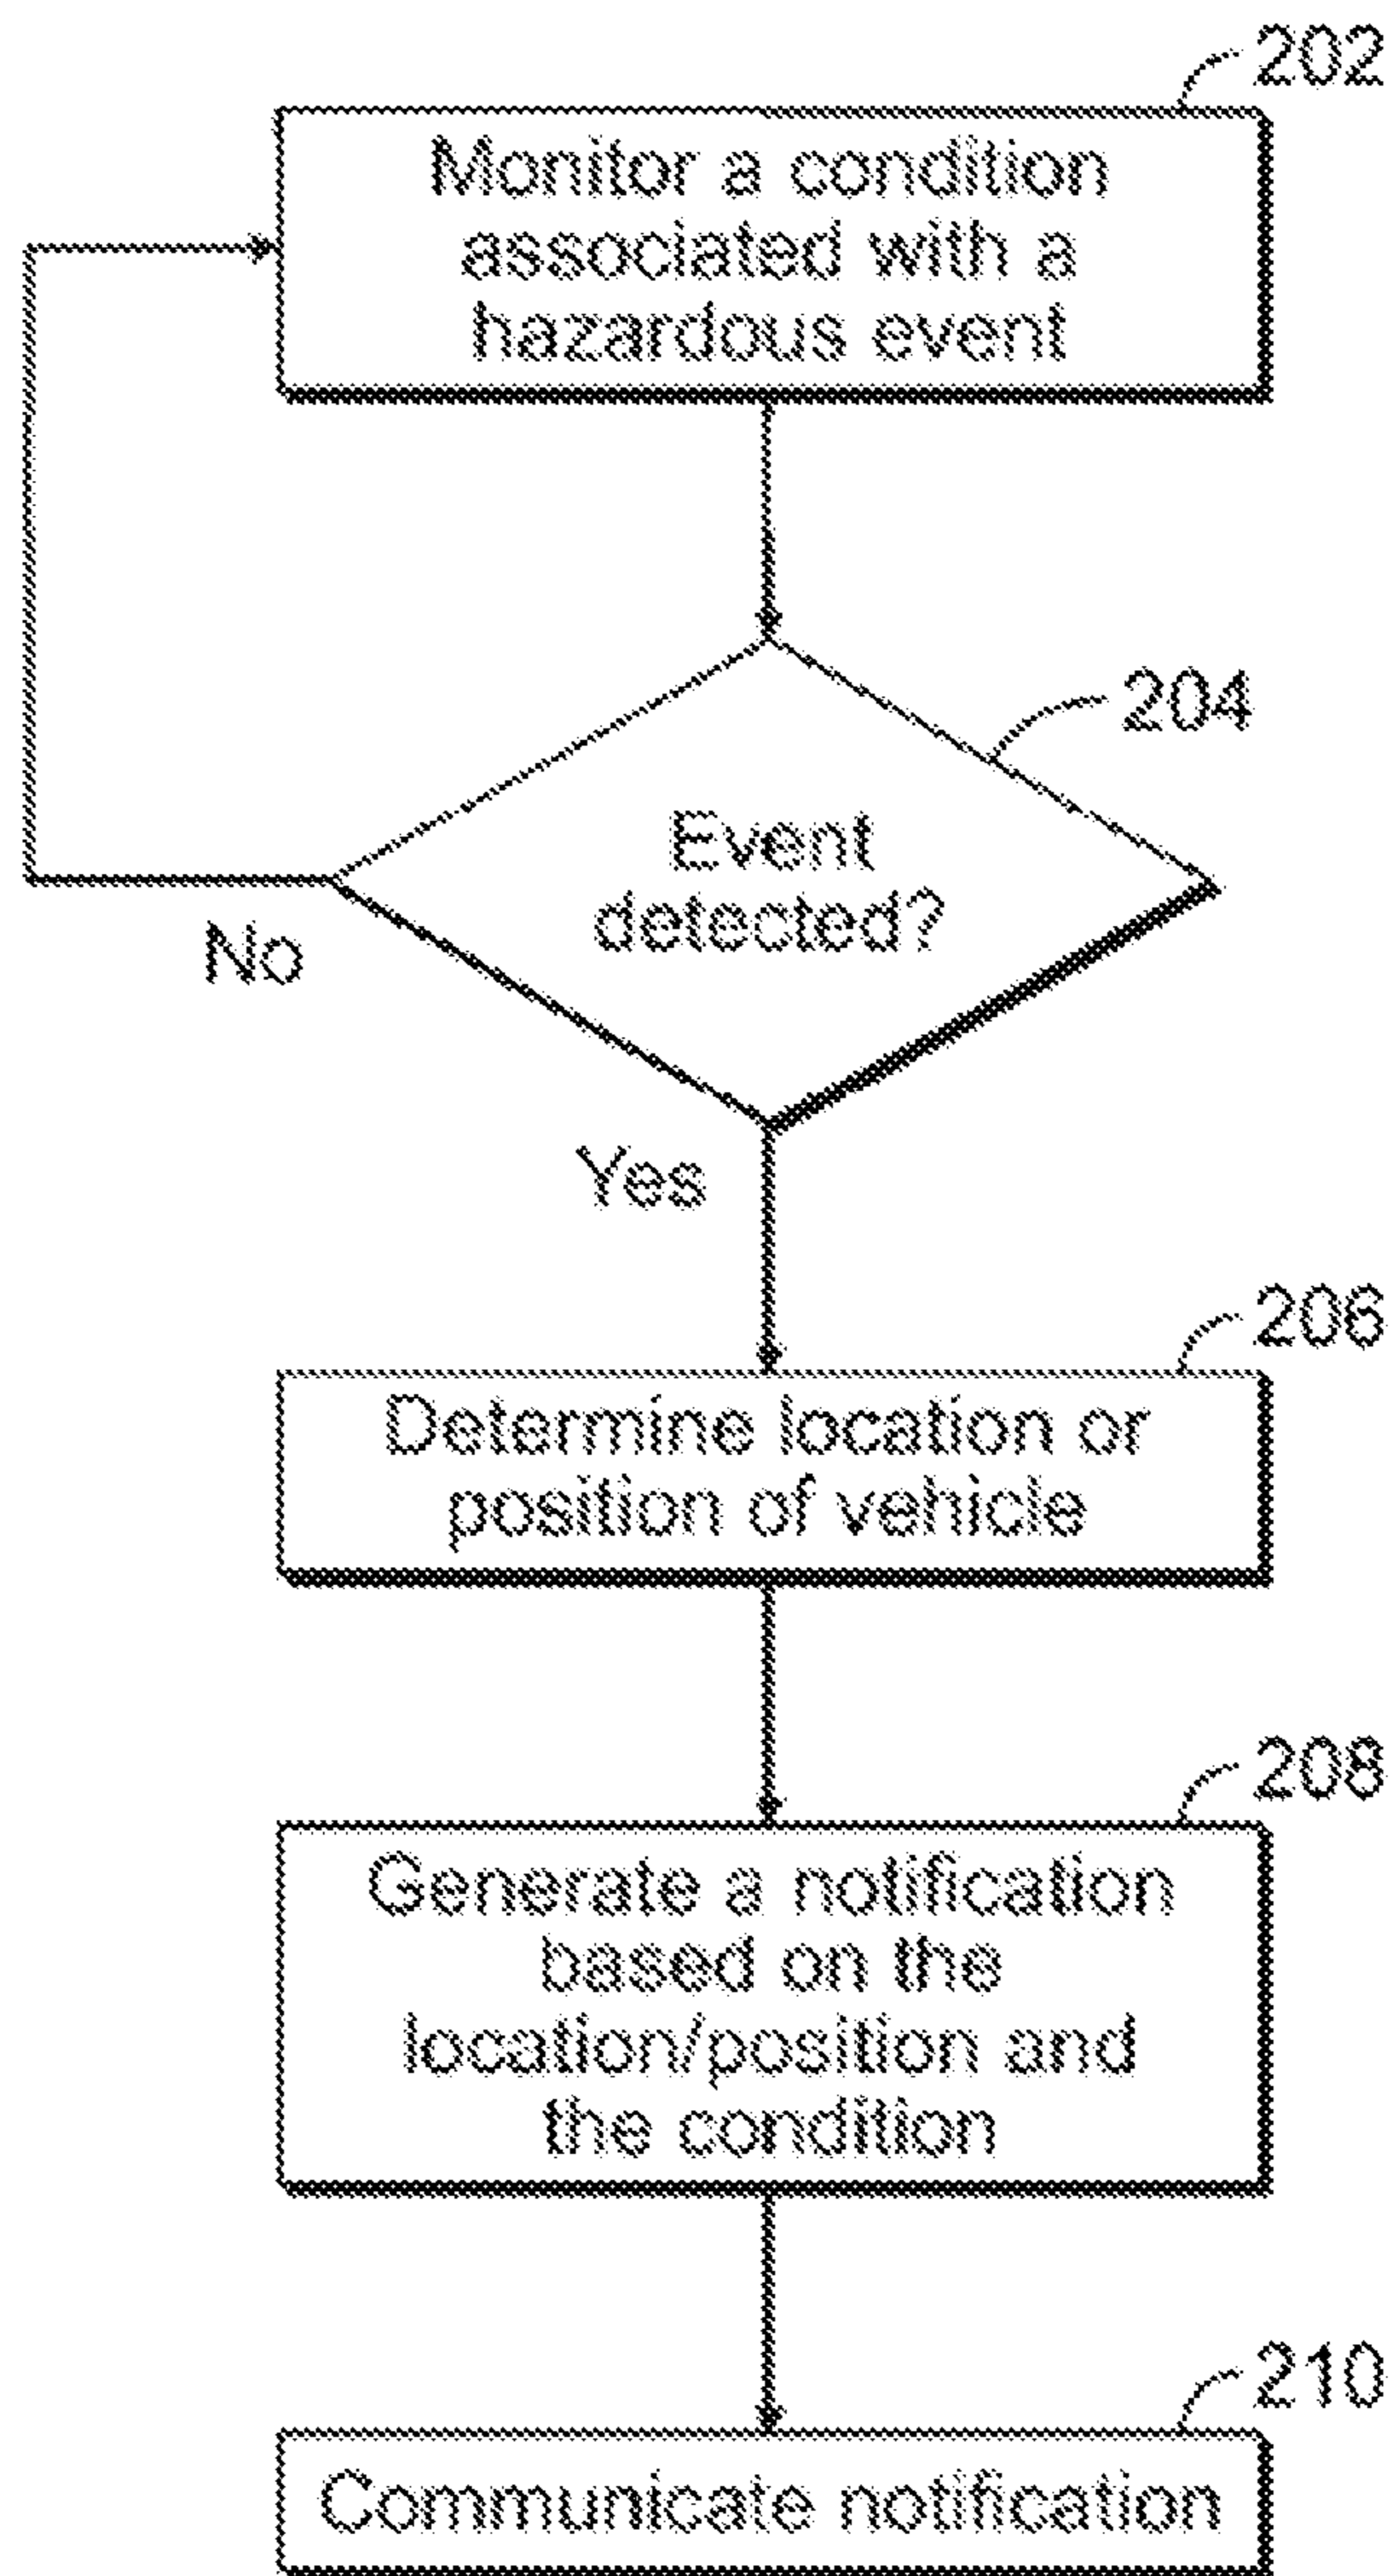 202
Monitor a condition
associated with a
hazardous event
204
Event
detected?
No
Yes
206
Determine location or
position of vehicle
208
Generate a notification
based on the
location/position and
the condition
210
Communicate notification